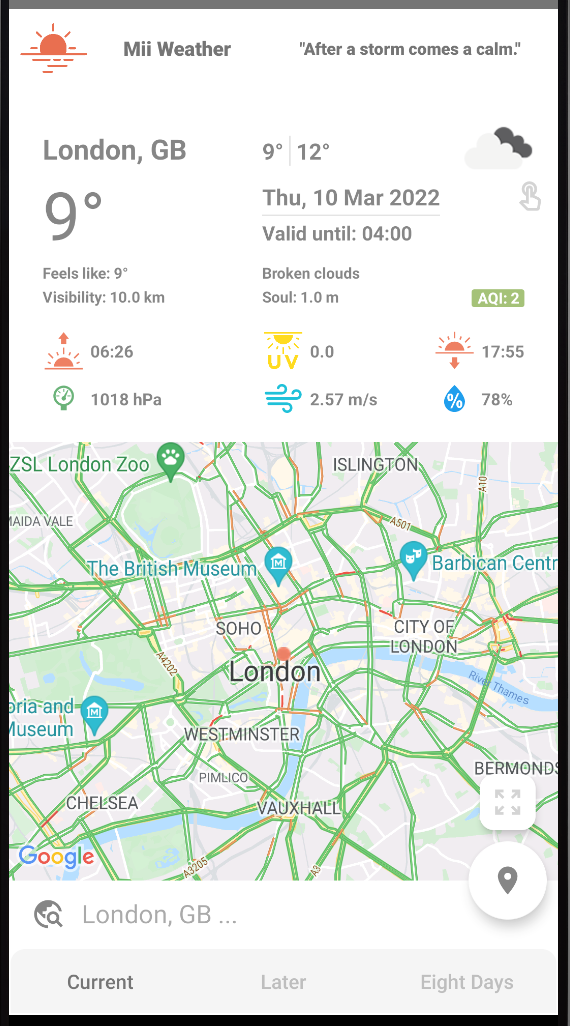 Mii Weather
"After a storm comes a calm."
London, GB
9° 12°
9°
Thu, 10 Mar 2022
Valid until: 04:00
Feels like: 9°
Broken clouds
Visibility: 10.0 km
Soul: 1.0 m
AQI: 2
06:26
UV
0.0
17:55
1018 hPa
2.57 m/s
%
78%
ZSL London Zoo
ISLINGTON
A10
MAIDA VALE
A501
The British Museum
Barbican Centr
SOHO
CITY OF
LONDON
A4202
London
River Thames
oria and
Museum
WESTMINSTER
PIMLICO
BERMONDS
CHELSEA
VAUXHALL
Google
A3205
A3
London, GB ...
Current
Later
Eight Days